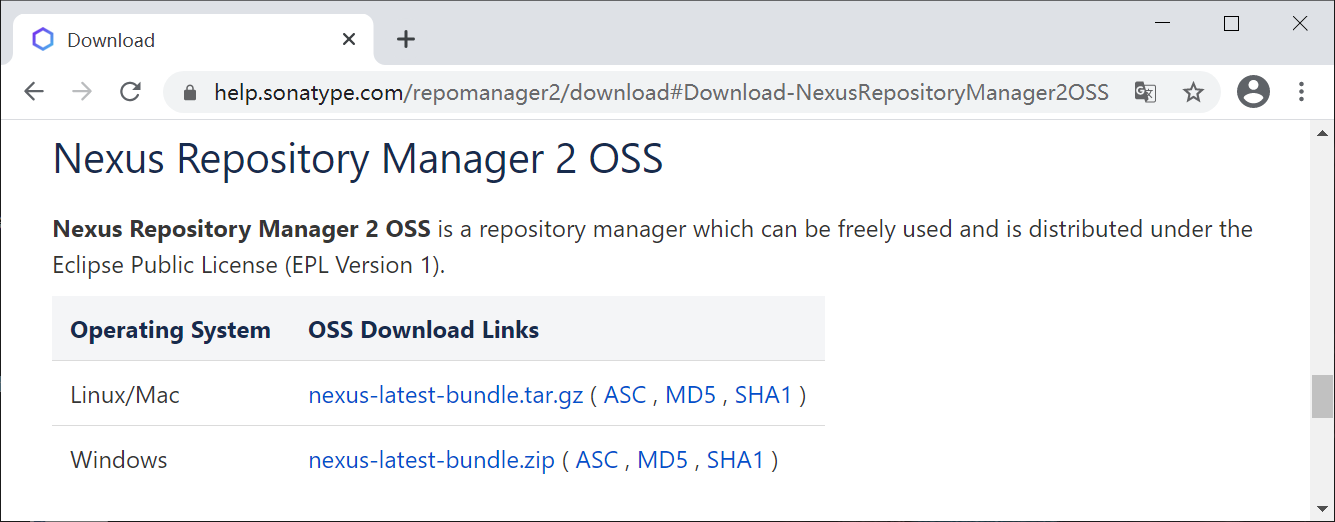 Download
help.sonatype.com/repomanager2/download#Download-NexusRepositoryManager2OSS
Nexus Repository Manager 2 OSS
Nexus Repository Manager 2 OSS is a repository manager which can be freely used and is distributed under the
Eclipse Public License (EPL Version 1).
Operating System OSS Download Links
Linux/Mac nexus-latest-bundle.tar.gz ( ASC , MD5 , SHA1 )
Windows nexus-latest-bundle.zip ( ASC , MD5 , SHA1 )